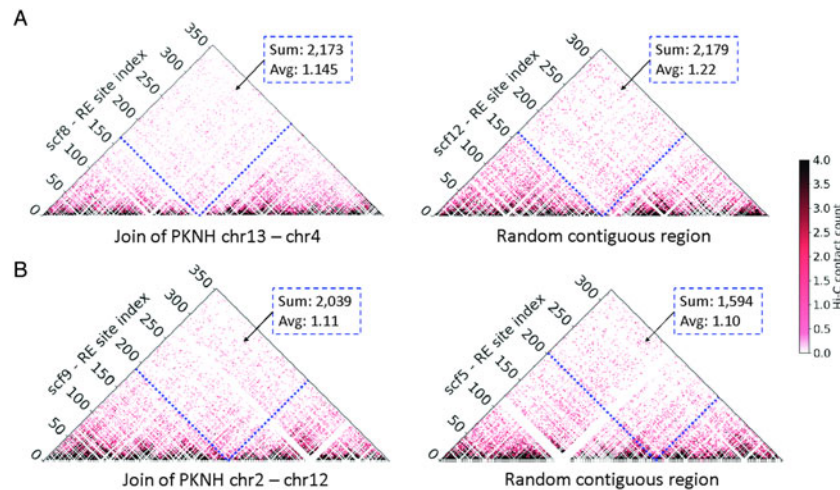 A
scf8 - RE site index
0
50
100
150
200
250
300
350
Sum: 2,173
Avg: 1.145
Join of PKNH chr13 – chr4
scf12 - RE site index
0
50
100
150
200
250
300
Sum: 2,179
Avg: 1.22
Random contiguous region
B
scf9 - RE site index
0
50
100
150
200
250
300
350
Sum: 2,039
Avg: 1.11
Join of PKNH chr2 – chr12
scf5 - RE site index
0
50
100
150
200
250
300
Sum: 1,594
Avg: 1.10
Random contiguous region
4.0
3.5
3.0
2.5
2.0
1.5
1.0
0.5
0.0
Hi-C contact count